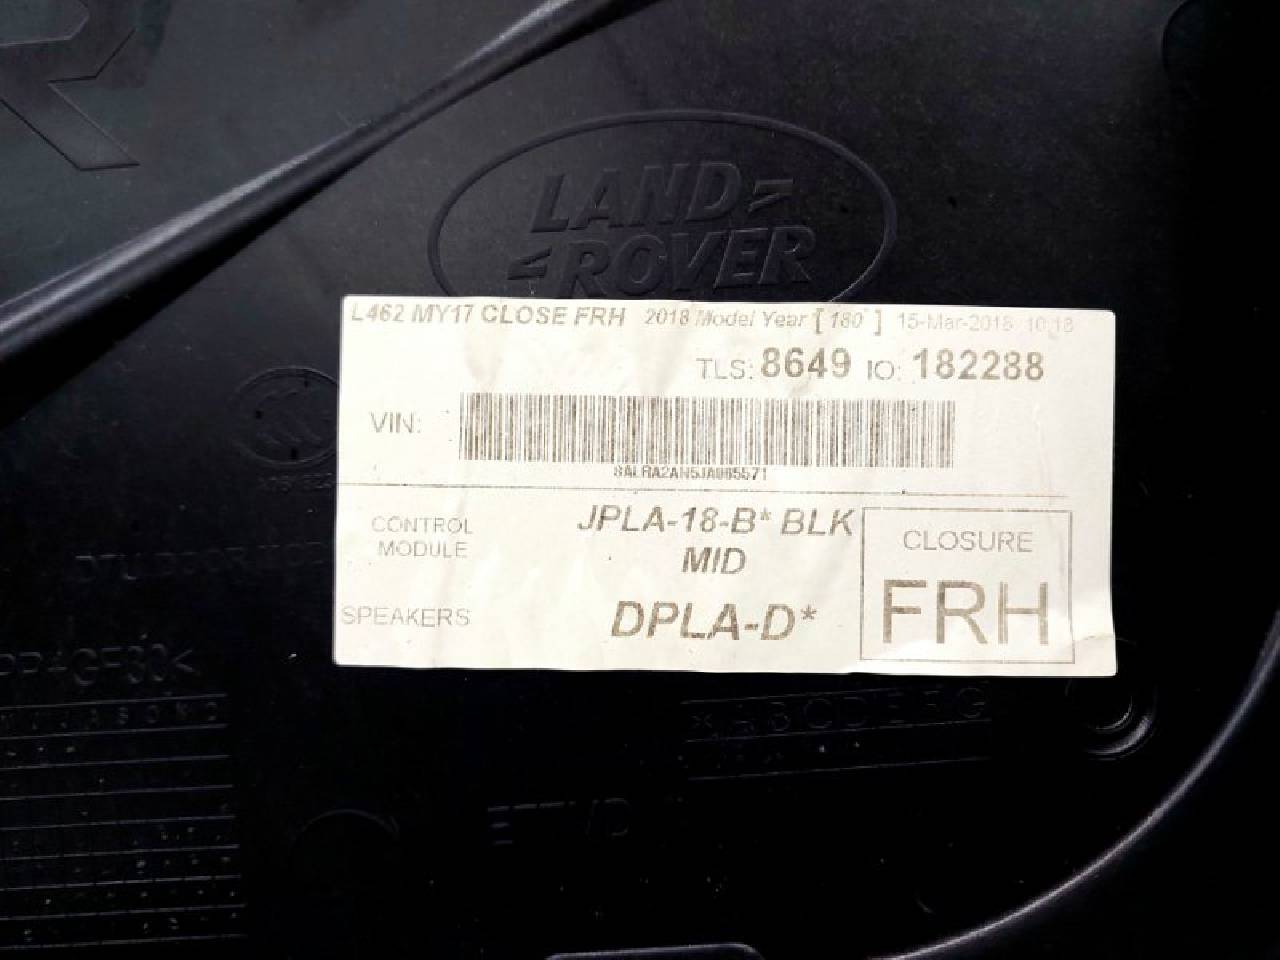 LAND
ROVER
L462 MY17 CLOSE FRH 2018 Model Year [ 180 ] 15-Mar-2018 10:18
TLS: 8649 IO: 182288
VIN:
SALRA2AN5JA065571
CONTROL
MODULE
JPLA-18-B* BLK
MID
CLOSURE
FRH
SPEAKERS
DPLA-D*